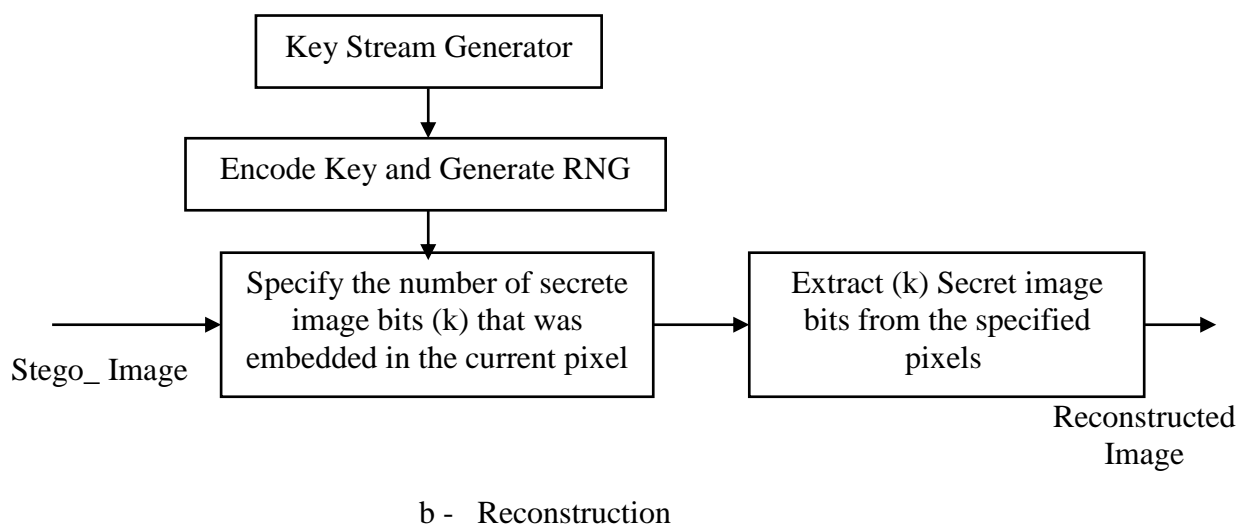 Key Stream Generator
Encode Key and Generate RNG
Specify the number of secrete
image bits (k) that was
embedded in the current pixel
Extract (k) Secret image
bits from the specified
pixels
Stego_ Image
Reconstructed
Image
b - Reconstruction